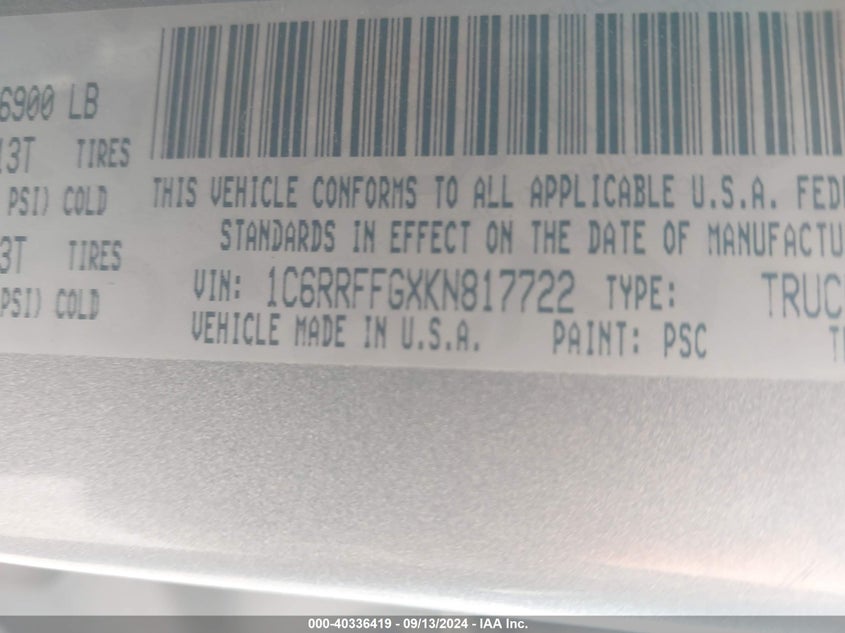 6900 LB
13T TIRES
PSI) COLD
3T TIRES
PSI) COLD
THIS VEHICLE CONFORMS TO ALL APPLICABLE U.S.A. FED
STANDARDS IN EFFECT ON THE DATE OF MANUFACTU
VIN: 1C6RRFFGXKN817722 TYPE: TRUC
VEHICLE MADE IN U.S.A. PAINT: PSC T
000-40336419 - 09/13/2024 - IAA Inc.